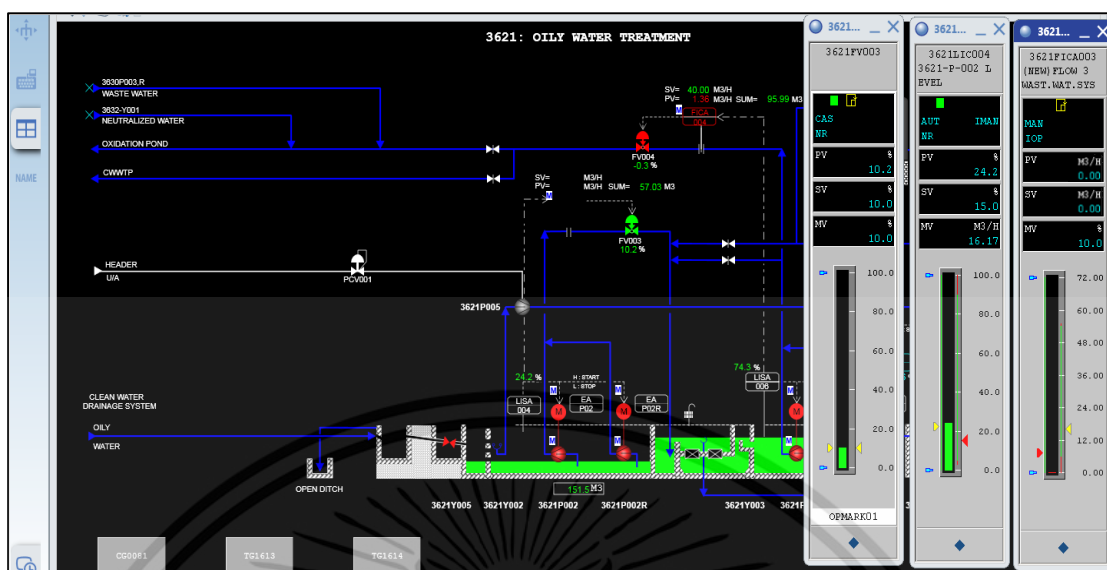 3621: OILY WATER TREATMENT
NAME
3630P003,R
WASTE WATER
3632-Y001
NEUTRALIZED WATER
OXIDATION POND
CWWTP
SV= 40.00 M3/H
PV= 1.36 M3/H SUM= 95.99 M3
M
FICA
004
FV004
-0.3 %
SV= M3/H
PV= M3/H SUM= 57.03 M3
M
FV003
10.2 %
HEADER
U/A
PCV001
3621P005
24.2 %
H : START
L : STOP
74.3 %
LISA
004
M
EA
P02
M
EA
P02R
LISA
006
M
M
M
M
M
M
CLEAN WATER
DRAINAGE SYSTEM
OILY
WATER
OPEN DITCH
151.5 M3
3621Y005
3621Y002
3621P002
3621P002R
3621Y003
CG0061
TG1613
TG1614
3621...
3621FV003
CAS
NR
PV %
10.2
SV %
10.0
MV %
10.0
100.0
80.0
60.0
40.0
20.0
0.0
OPMARK01
3621...
3621LIC004
3621-P-002 L
EVEL
AUT IMAN
NR
PV %
24.2
SV %
15.0
MV M3/H
16.17
100.0
80.0
60.0
40.0
20.0
0.0
3621...
3621FICA003
(NEW)FLOW 3
WAST.WAT.SYS
MAN
IOP
PV M3/H
0.00
SV M3/H
0.00
MV %
10.0
72.00
60.00
48.00
36.00
24.00
12.00
0.00